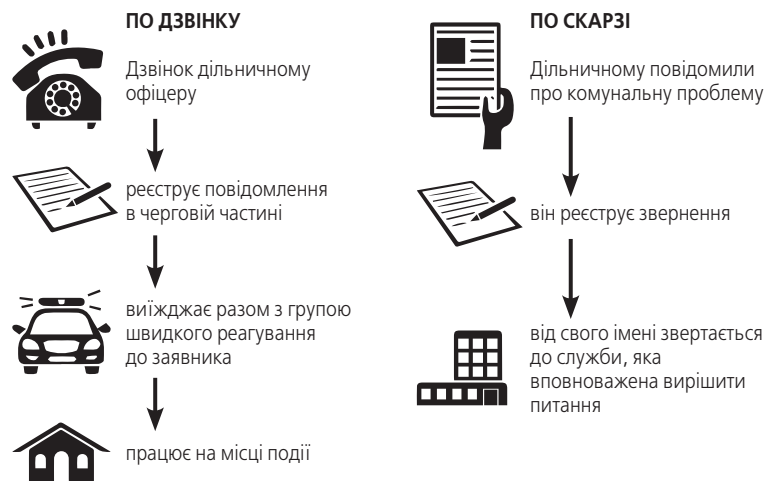 ПО ДЗВІНКУ
Дзвінок дільничному
офіцеру
реєструє повідомлення
в черговій частині
виїжджає разом з групою
швидкого реагування
до заявника
працює на місці події
ПО СКАРЗІ
Дільничному повідомили
про комунальну проблему
він реєструє звернення
від свого імені звертається
до служби, яка
вповноважена вирішити
питання